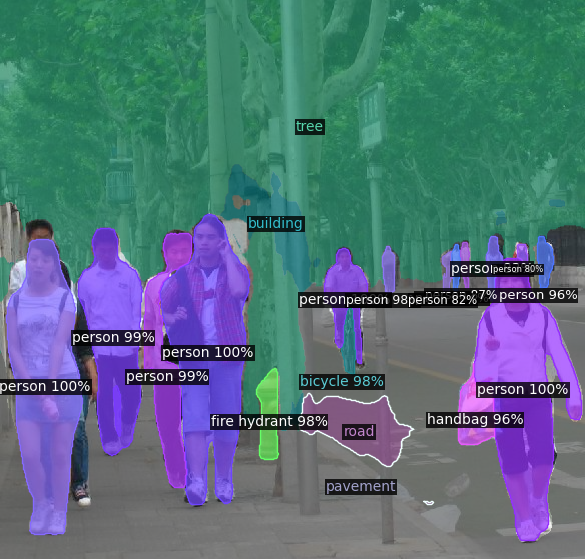 tree
building
person 80%
person 98%
person 82%
person 96%
person 99%
person 100%
person 99%
bicycle 98%
person 100%
person 100%
fire hydrant 98%
handbag 96%
road
pavement